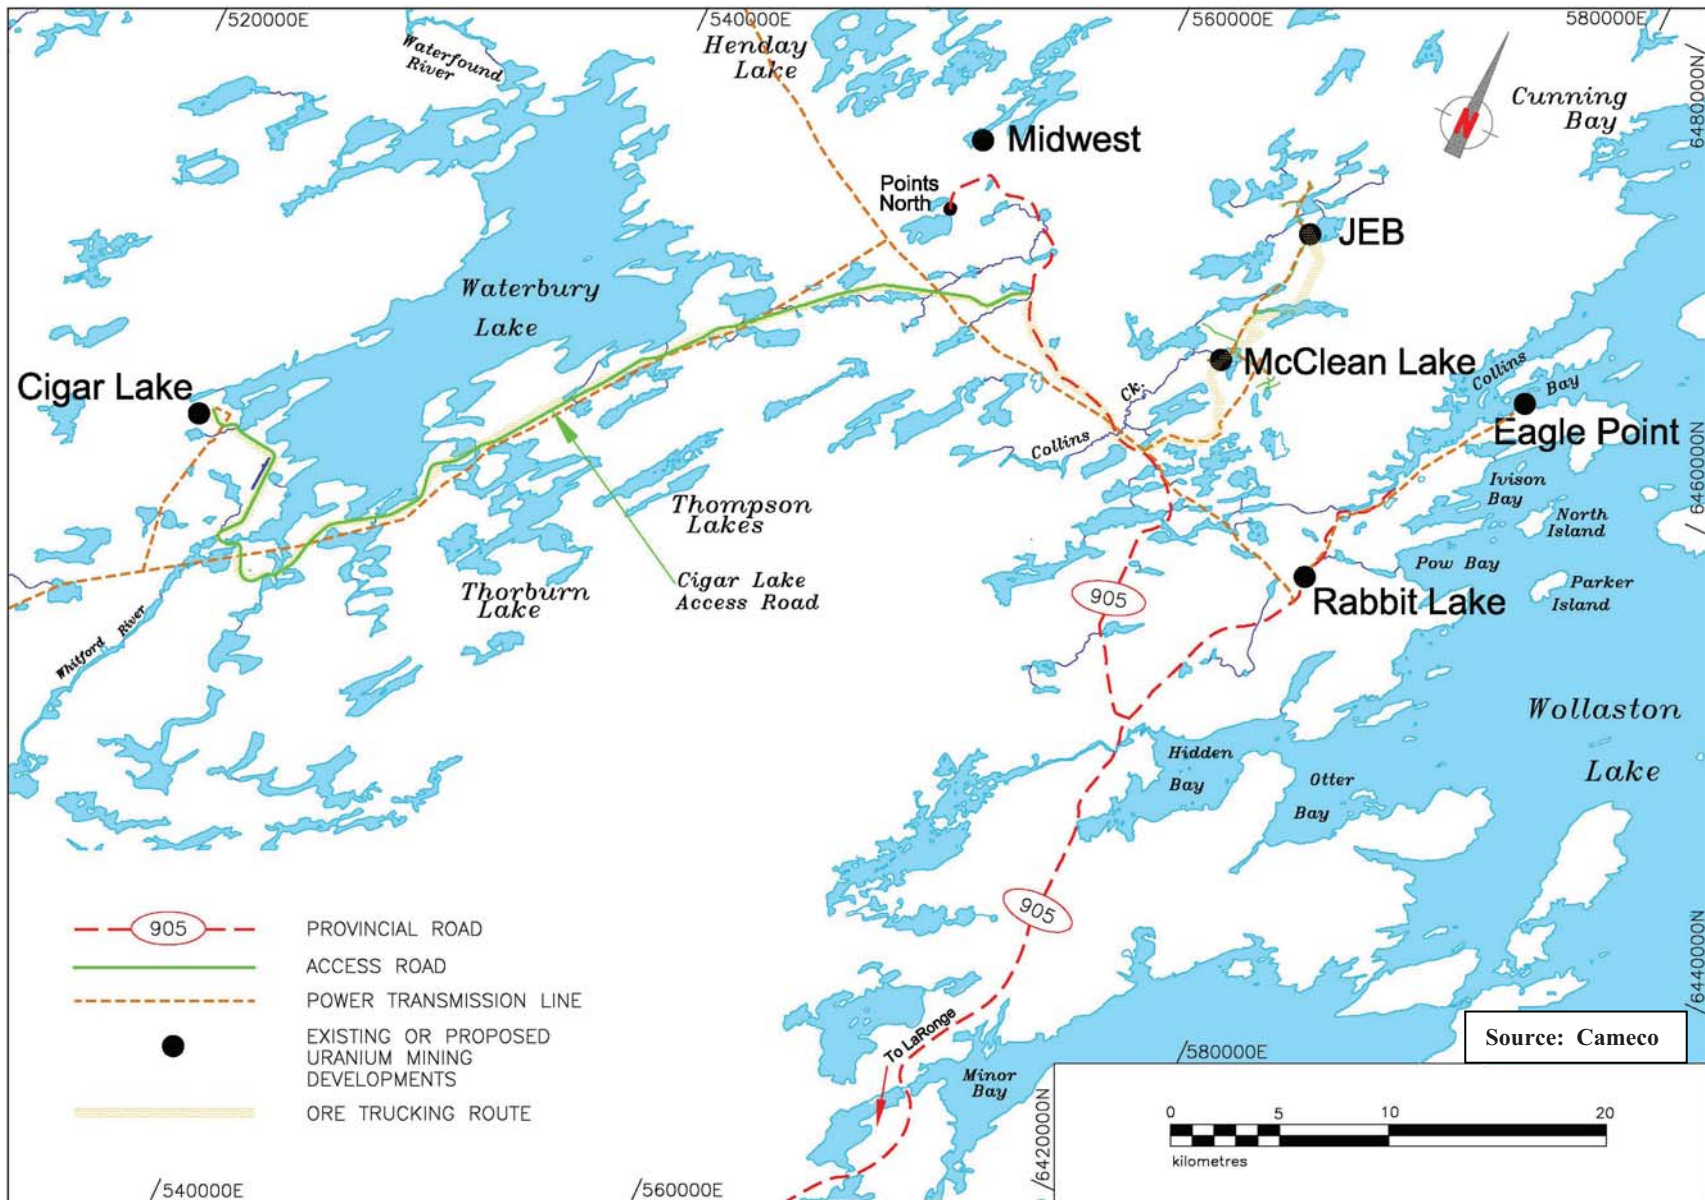 520000E
540000E
560000E
580000E
Waterfound
River
Henday
Lake
6480000N
N
Cunning
Bay
Midwest
Points
North
JEB
Waterbury
Lake
Cigar Lake
McClean Lake
Collins
Bay
Ck.
Collins
Eagle Point
6460000N
Ivison
Bay
Thompson
Lakes
North
Island
Pow Bay
Cigar Lake
Access Road
Thorburn
Lake
905
Rabbit Lake
Parker
Island
Whitford River
Wollaston
Lake
Hidden
Bay
Otter
Bay
905
905
PROVINCIAL ROAD
ACCESS ROAD
POWER TRANSMISSION LINE
EXISTING OR PROPOSED
URANIUM MINING
DEVELOPMENTS
ORE TRUCKING ROUTE
To LaRonge
Minor
Bay
6440000N
Source: Cameco
580000E
6420000N
0 5 10 20
kilometres
540000E
560000E